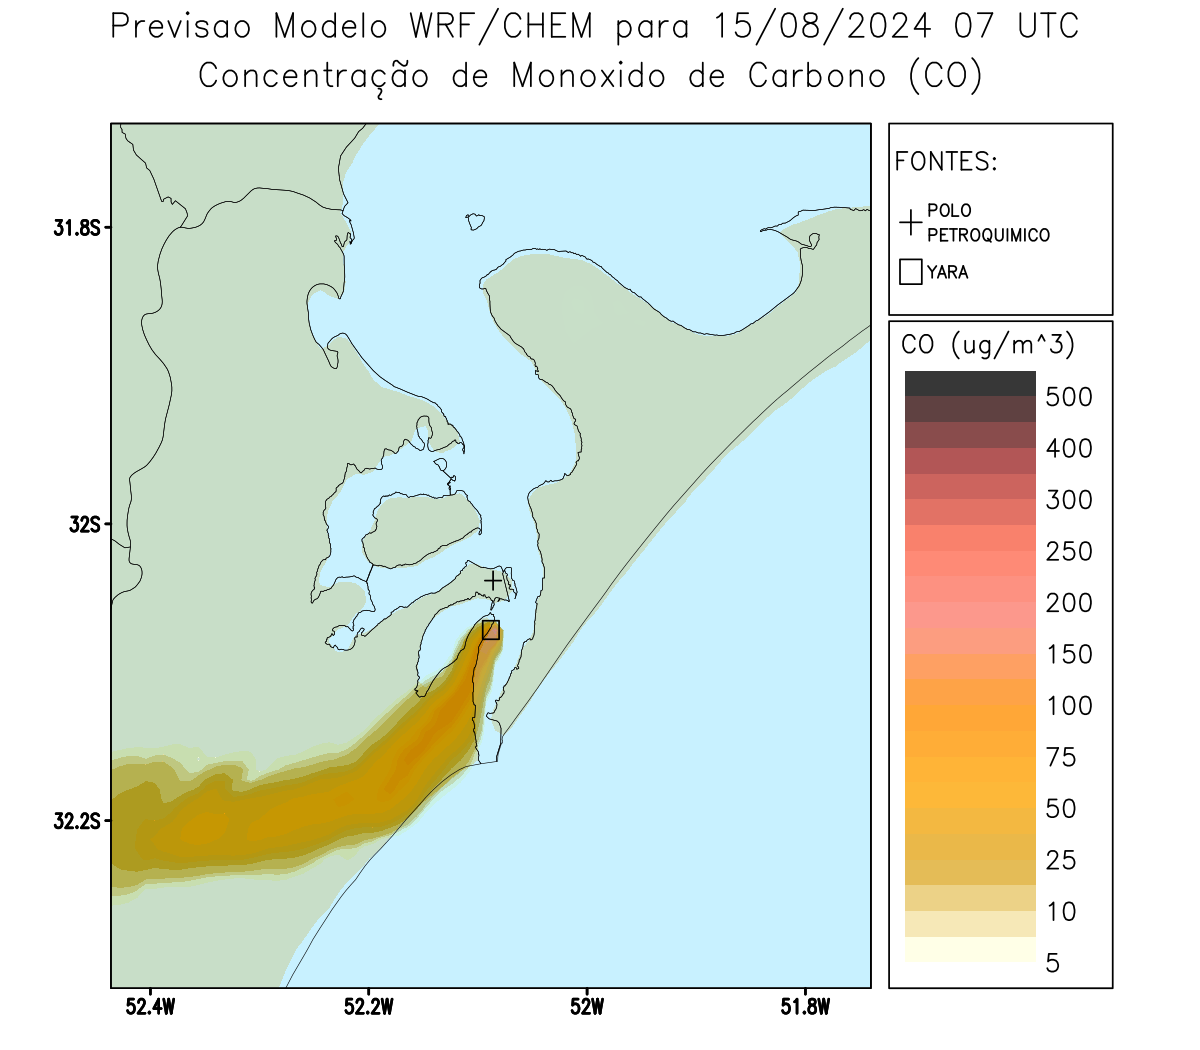 Previsao Modelo WRF/CHEM para 15/08/2024 07 UTC
Concentração de Monoxido de Carbono (CO)
FONTES:
POLO
PETROQUIMICO
YARA
CO (ug/m^3)
500
400
300
250
200
150
100
75
50
25
10
5
31.8S
32S
32.2S
52.4W
52.2W
52W
51.8W